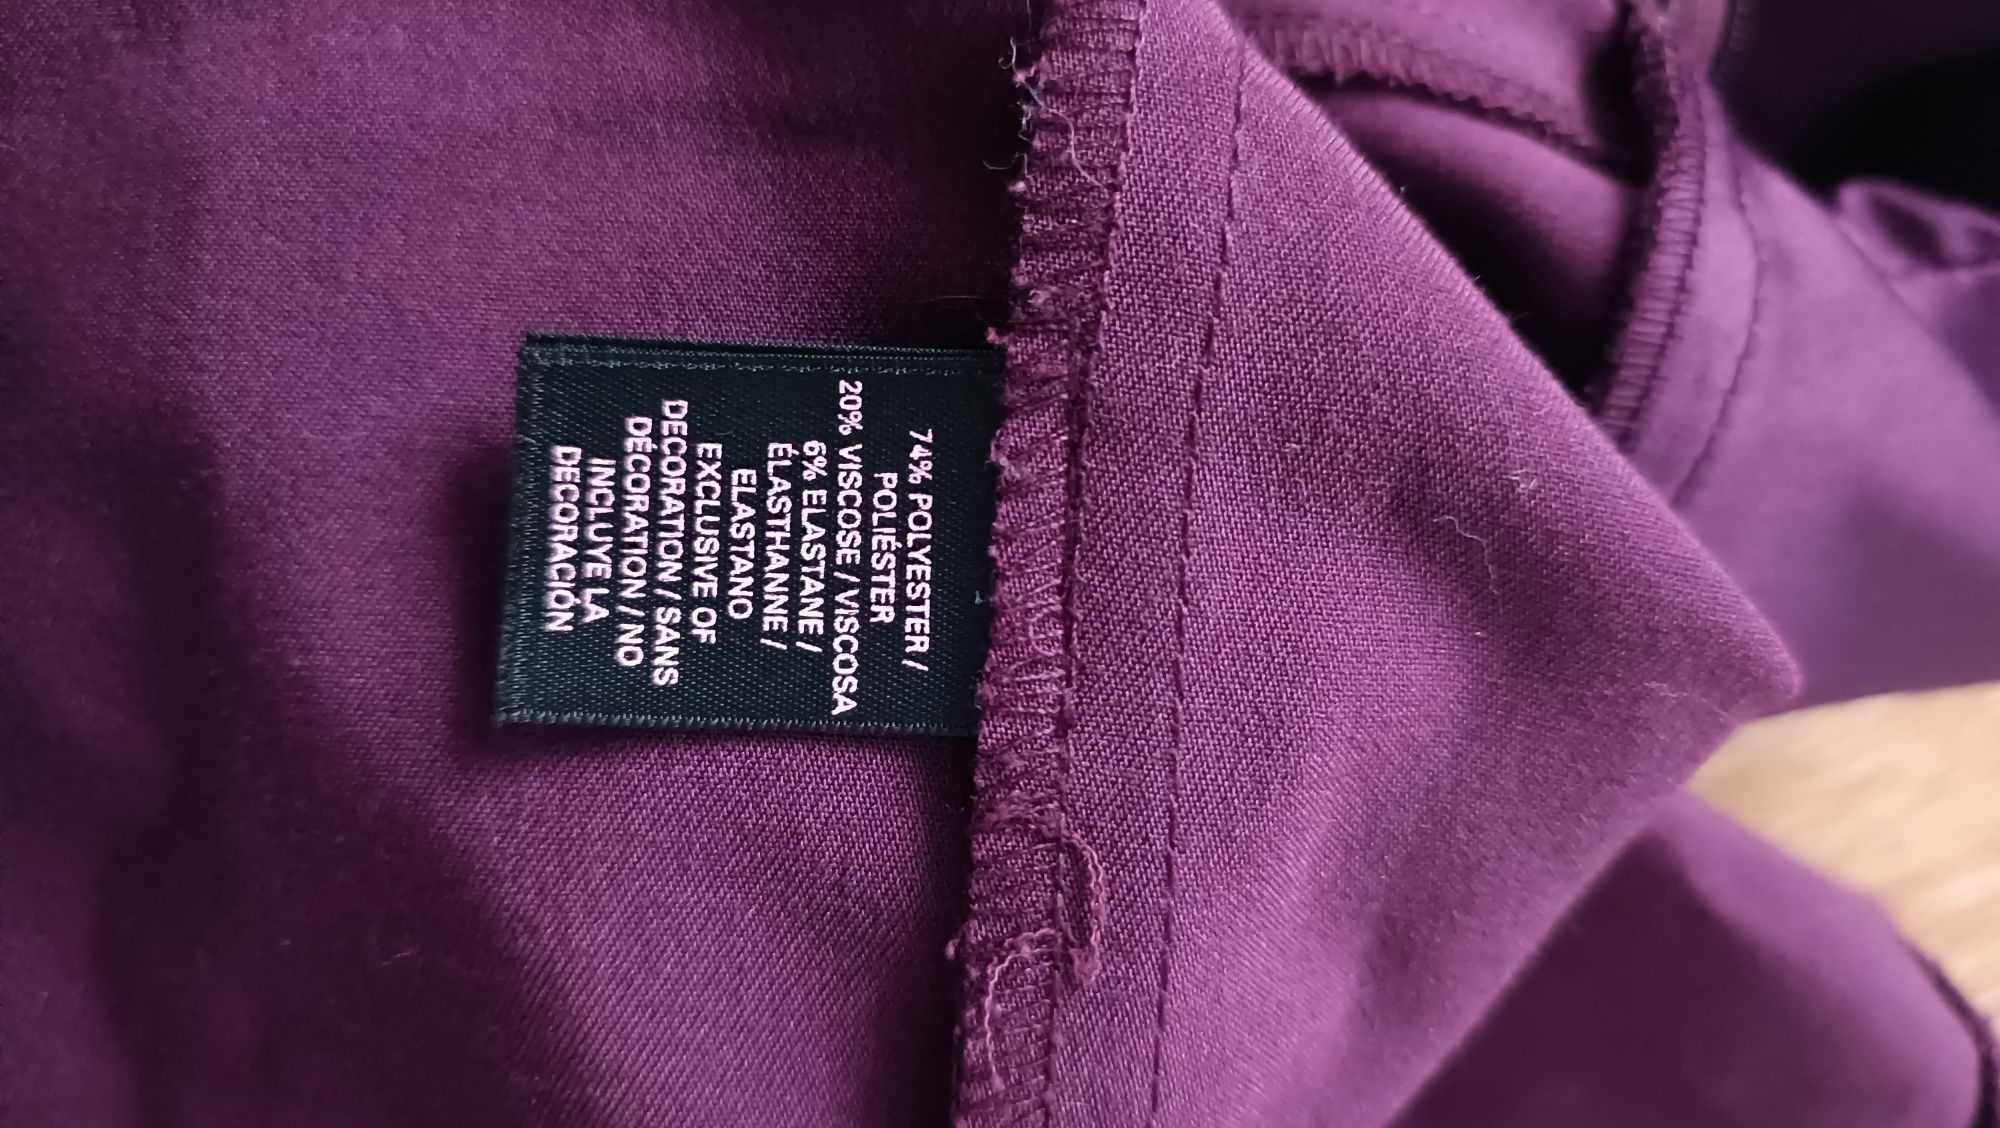 74% POLYESTER /
POLIÉSTER
20% VISCOSE / VISCOSA
6% ELASTANE /
ÉLASTHANNE /
ELASTANO
EXCLUSIVE OF
DECORATION / SANS
DÉCORATION / NO
INCLUYE LA
DECORACIÓN